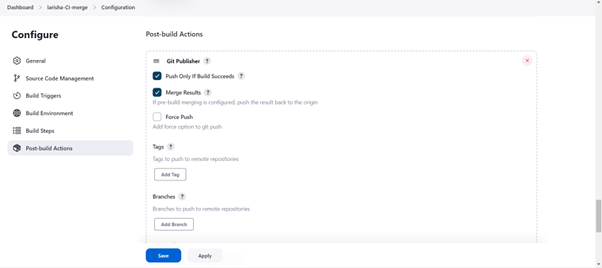 Dashboard > larisha-CI-merge > Configuration
Configure
General
Source Code Management
Build Triggers
Build Environment
Build Steps
Post-build Actions
Post-build Actions
Git Publisher ?
Push Only If Build Succeeds ?
Merge Results ?
If pre-build merging is configured, push the result back to the origin
Force Push
Add force option to git push
Tags ?
Tags to push to remote repositories
Add Tag
Branches ?
Branches to push to remote repositories
Add Branch
Save Apply